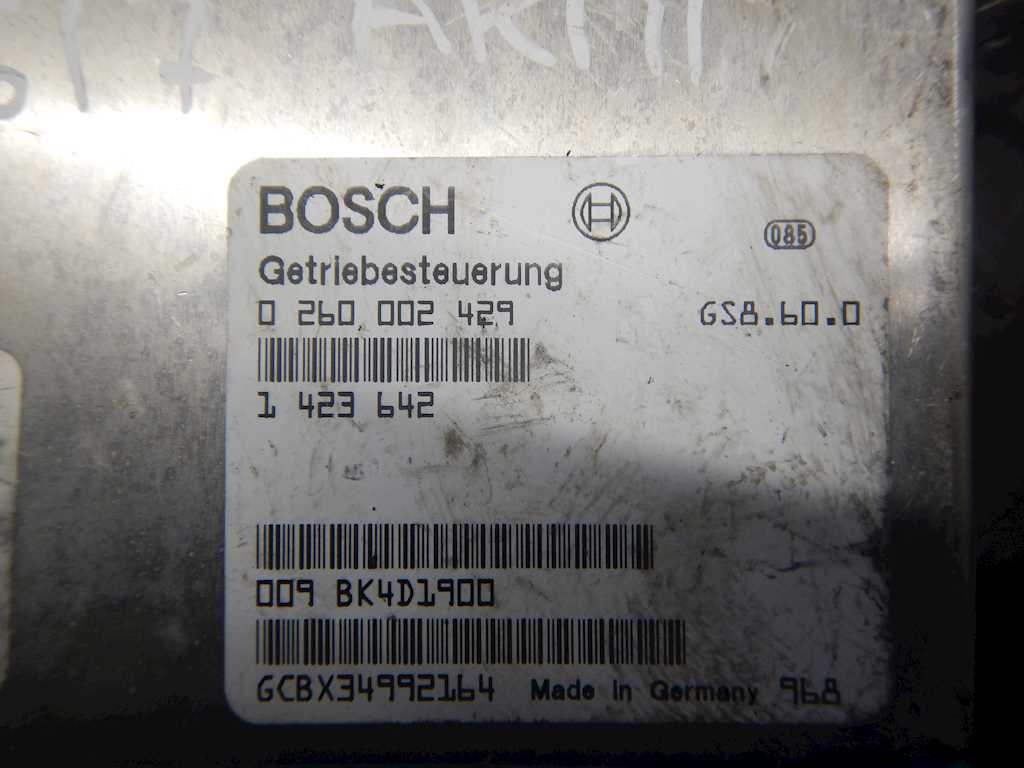 BOSCH
085
Getriebesteuerung
0 260 002 429 GS8.60.0
1 423 642
009 BK4D1900
GCBX34992164 Made in Germany 968